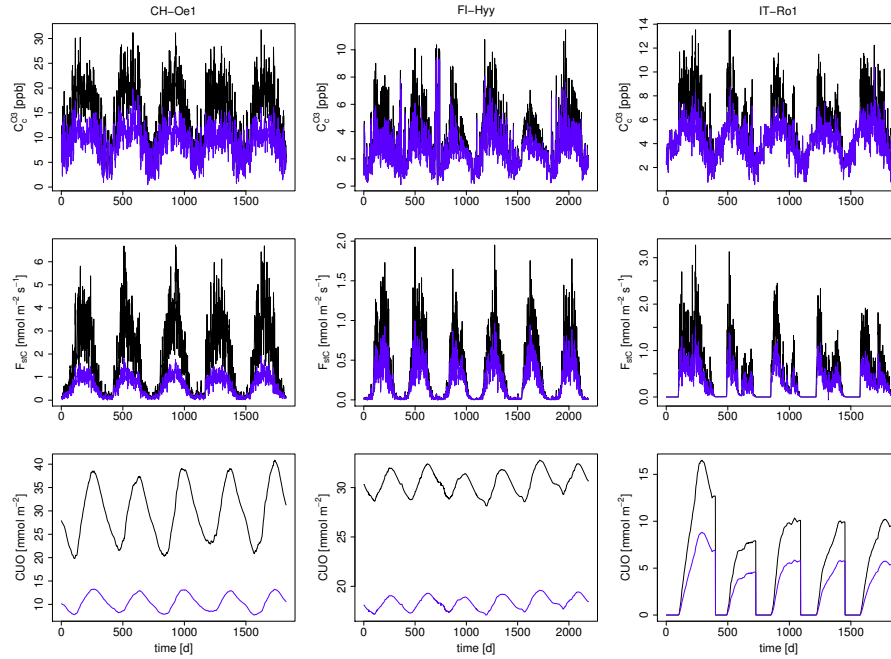 CH−Oe1 FI−Hyy IT−Ro1
C_c^O3 [ppb] 0 5 10 15 20 25 30
0 500 1000 1500
C_c^O3 [ppb] 0 2 4 6 8 10
0 500 1000 1500 2000
C_c^O3 [ppb] 2 4 6 8 10 12 14
0 500 1000 1500
F_stC [nmol m−2 s−1] 0 1 2 3 4 5 6
0 500 1000 1500
F_stC [nmol m−2 s−1] 0.0 0.5 1.0 1.5 2.0
0 500 1000 1500 2000
F_stC [nmol m−2 s−1] 0.0 1.0 2.0 3.0
0 500 1000 1500
CUO [mmol m−2] 10 15 20 25 30 35 40
0 500 1000 1500
time [d]
CUO [mmol m−2] 20 25 30
0 500 1000 1500 2000
time [d]
CUO [mmol m−2] 0 5 10 15
0 500 1000 1500
time [d]